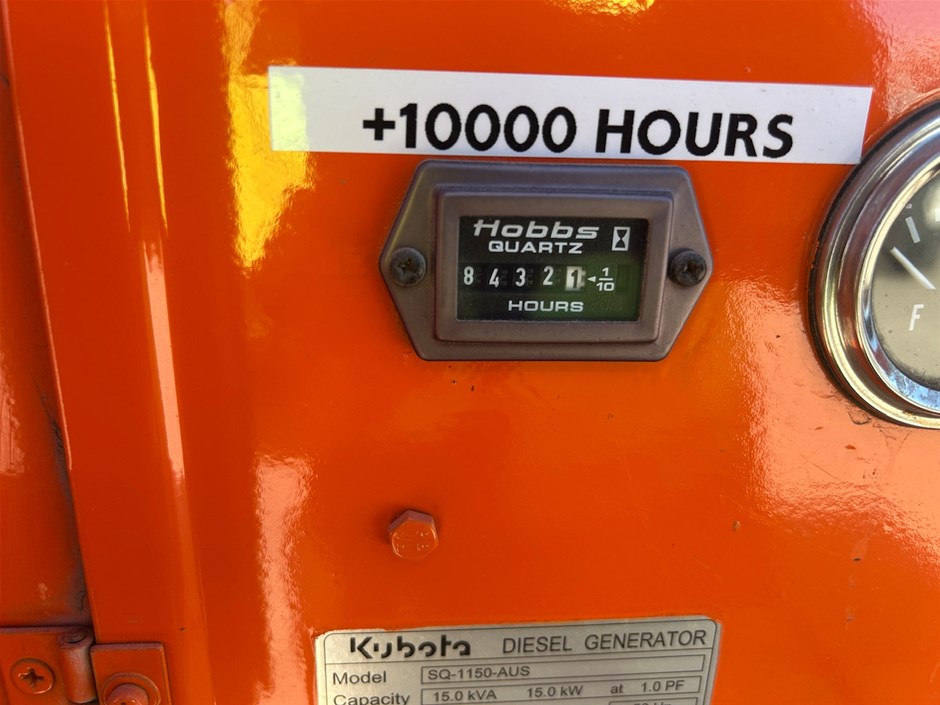 +10000 HOURS
Hobbs
QUARTZ
8 4 3 2 1 1/10
HOURS
F
Kubota DIESEL GENERATOR
Model SQ-1150-AUS
Capacity 15.0 kVA 15.0 kW at 1.0 PF